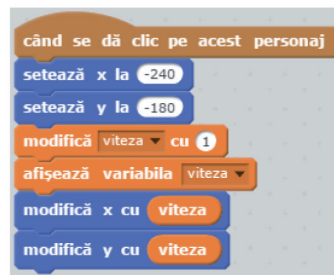 când se dă clic pe acest personaj
setează x la -240
setează y la -180
modifică viteza cu 1
afişează variabila viteza
modifică x cu viteza
modifică y cu viteza